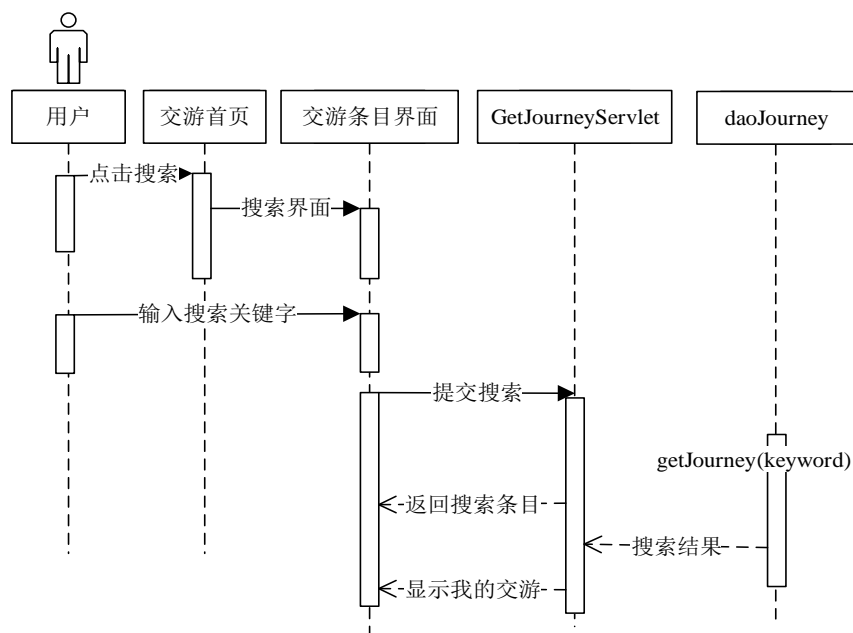 用户
交游首页
交游条目界面
GetJourneyServlet
daoJourney
点击搜索
搜索界面
输入搜索关键字
提交搜索
getJourney(keyword)
返回搜索条目
搜索结果
显示我的交游